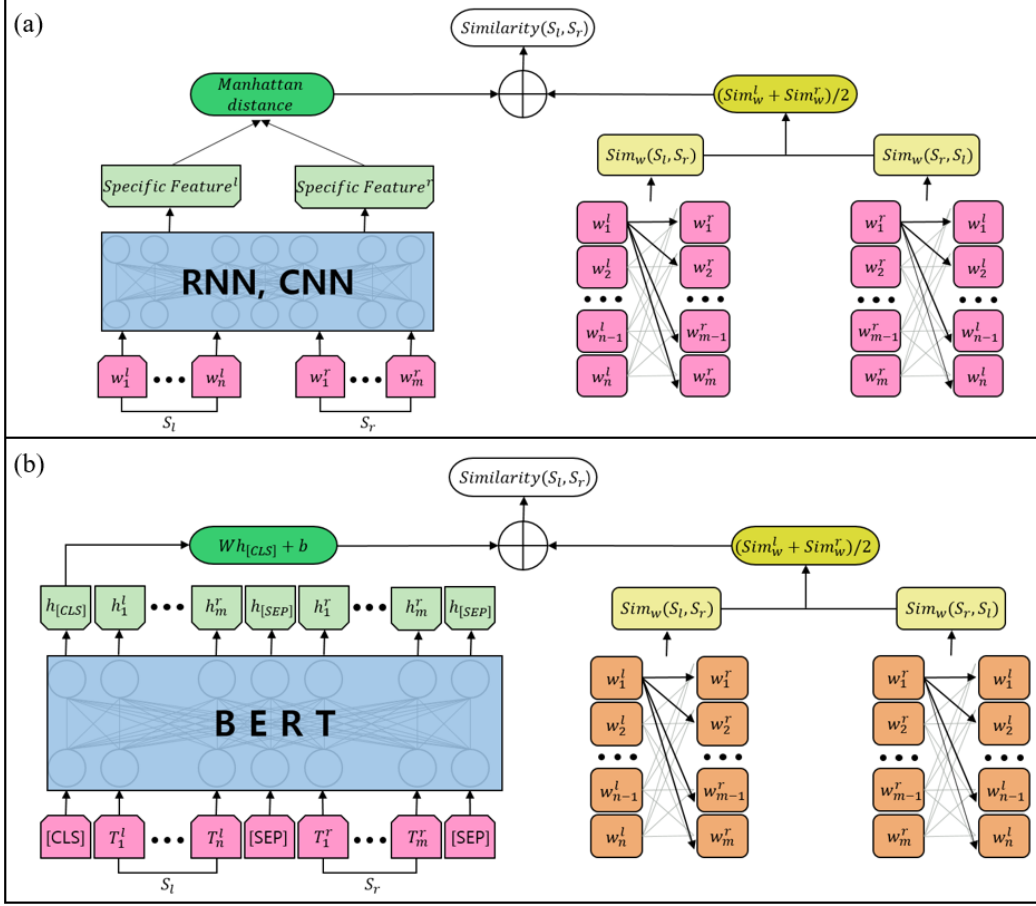 (a)
Similarity(S_l, S_r)
Manhattan
distance
(Sim_w^l + Sim_w^r)/2
Sim_w(S_l, S_r)
Sim_w(S_r, S_l)
Specific Feature^l
Specific Feature^r
RNN, CNN
w_1^l w_1^r w_1^r w_1^l
w_2^l w_2^r w_2^r w_2^l
••• ••• ••• •••
w_{n-1}^l w_{m-1}^r w_{m-1}^r w_{n-1}^l
w_n^l w_m^r w_m^r w_n^l
w_1^l ••• w_n^l w_1^r ••• w_m^r
S_l S_r
(b)
Similarity(S_l, S_r)
Wh_{[CLS]} + b
(Sim_w^l + Sim_w^r)/2
h_{[CLS]} h_1^l ••• h_m^r h_{[SEP]} h_1^r ••• h_m^r h_{[SEP]}
Sim_w(S_l, S_r)
Sim_w(S_r, S_l)
BERT
w_1^l w_1^r w_1^r w_1^l
w_2^l w_2^r w_2^r w_2^l
••• ••• ••• •••
w_{n-1}^l w_{m-1}^r w_{m-1}^r w_{n-1}^l
w_n^l w_m^r w_m^r w_n^l
[CLS] T_1^l ••• T_n^l [SEP] T_1^r ••• T_m^r [SEP]
S_l S_r